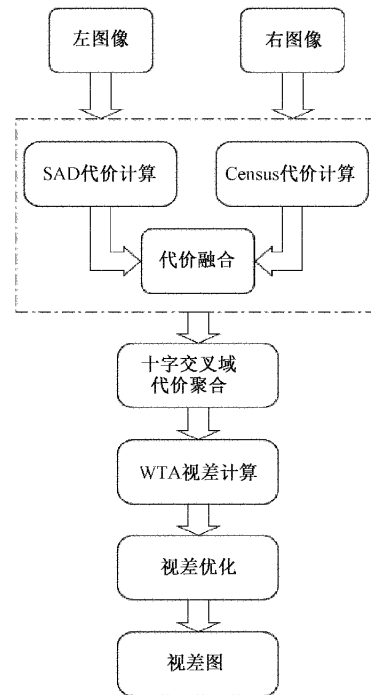 左图像
右图像
SAD代价计算
Census代价计算
代价融合
十字交叉域
代价聚合
WTA视差计算
视差优化
视差图